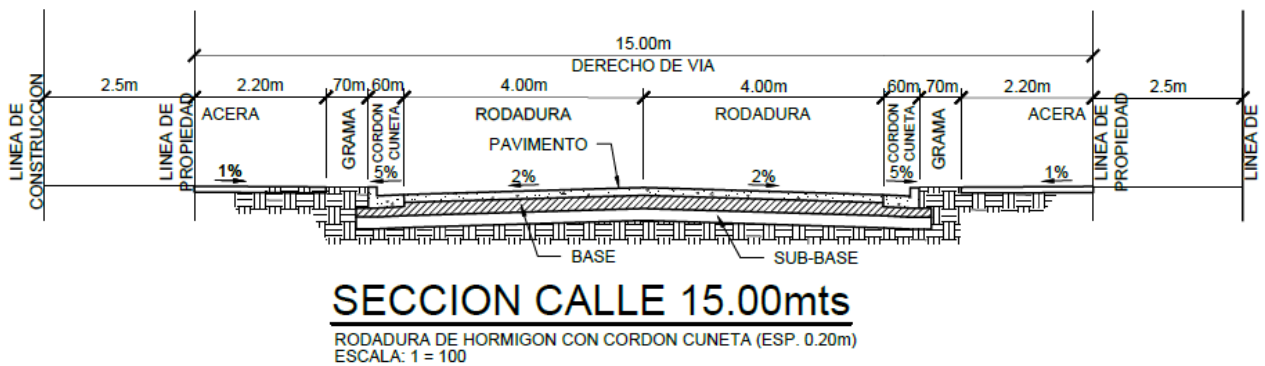 15.00m
DERECHO DE VIA
2.5m
2.20m
70m
60m
4.00m
4.00m
60m
70m
2.20m
2.5m
LINEA DE
CONSTRUCCION
LINEA DE
PROPIEDAD
ACERA
GRAMA
CORDON
CUNETA
RODADURA
RODADURA
CORDON
CUNETA
GRAMA
ACERA
LINEA DE
PROPIEDAD
LINEA DE
PAVIMENTO
1%
5%
2%
2%
5%
1%
BASE
SUB-BASE
SECCION CALLE 15.00mts
RODADURA DE HORMIGON CON CORDON CUNETA (ESP. 0.20m)
ESCALA: 1 = 100